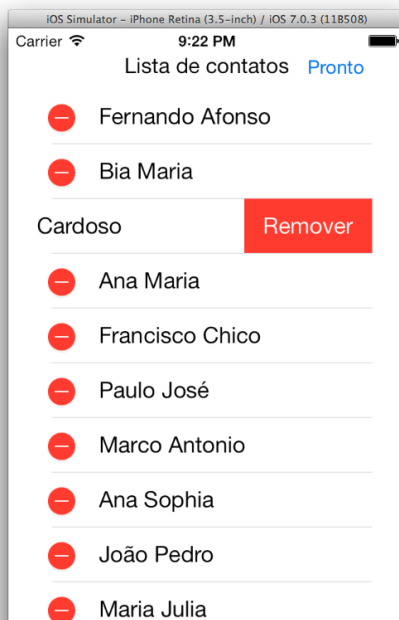 iOS Simulator - iPhone Retina (3.5-inch) / iOS 7.0.3 (11B508)
Carrier 9:22 PM
Lista de contatos Pronto
Fernando Afonso
Bia Maria
Cardoso Remover
Ana Maria
Francisco Chico
Paulo José
Marco Antonio
Ana Sophia
João Pedro
Maria Julia